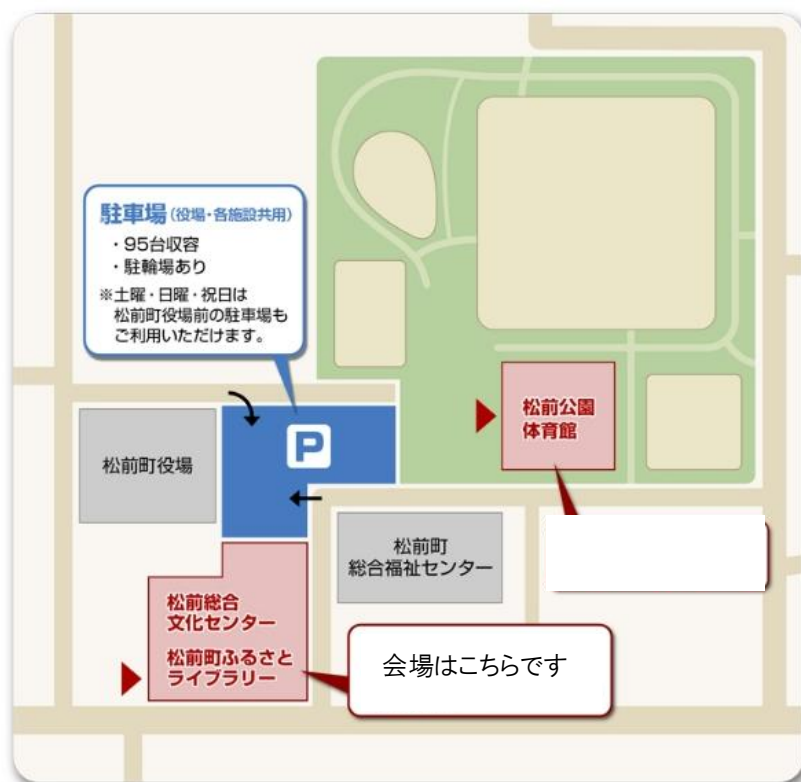 駐車場(役場・各施設共用)
・95台収容
・駐輪場あり
※土曜・日曜・祝日は
松前町役場前の駐車場も
ご利用いただけます。
P
松前町役場
松前公園
体育館
松前町
総合福祉センター
松前総合
文化センター
松前町ふるさと
ライブラリー
会場はこちらです